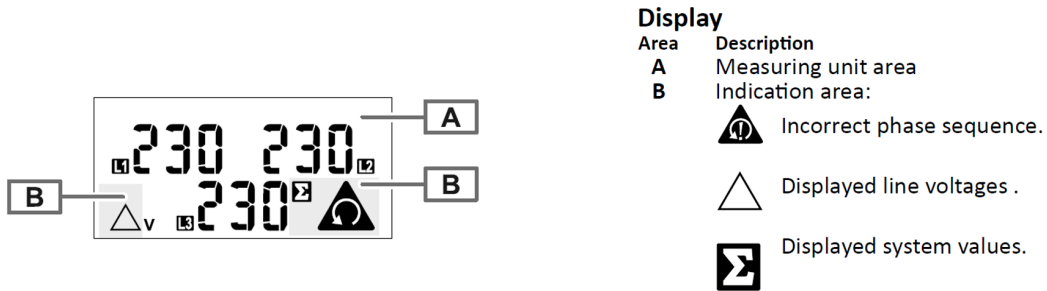 Display
Area Description
A Measuring unit area
B Indication area:
Incorrect phase sequence.
Displayed line voltages .
Σ Displayed system values.
A
L1 230 230 L2
B
B
V L3 230 Σ